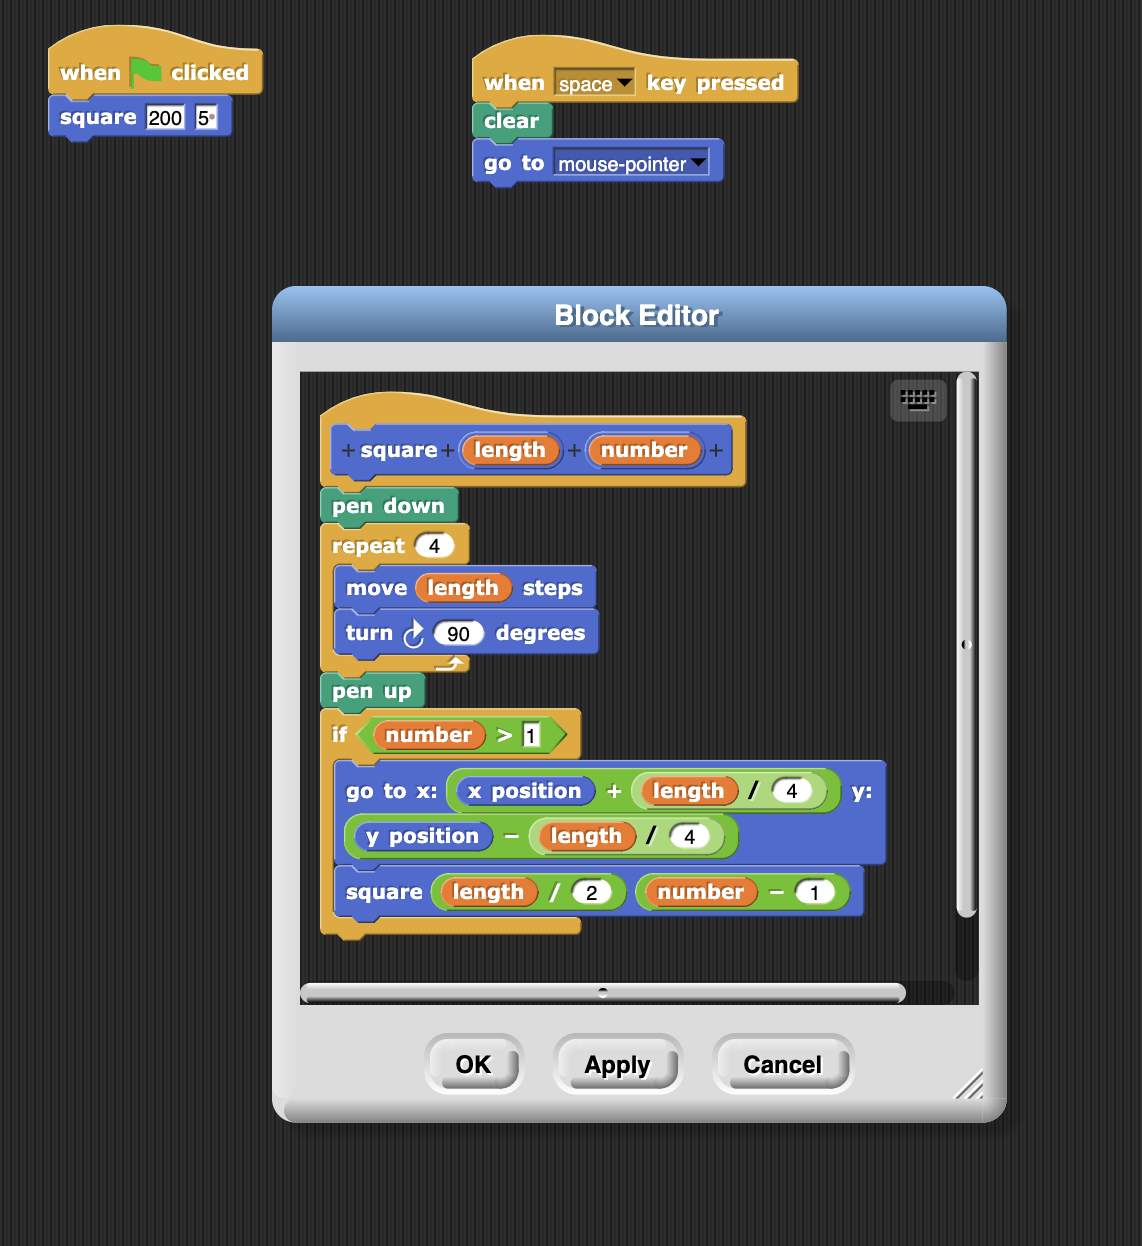 when clicked
square 200 5
when space key pressed
clear
go to mouse-pointer
Block Editor
+ square + length + number +
pen down
repeat 4
move length steps
turn 90 degrees
pen up
if number > 1
go to x: x position + length / 4 y:
y position - length / 4
square length / 2 number - 1
OK Apply Cancel